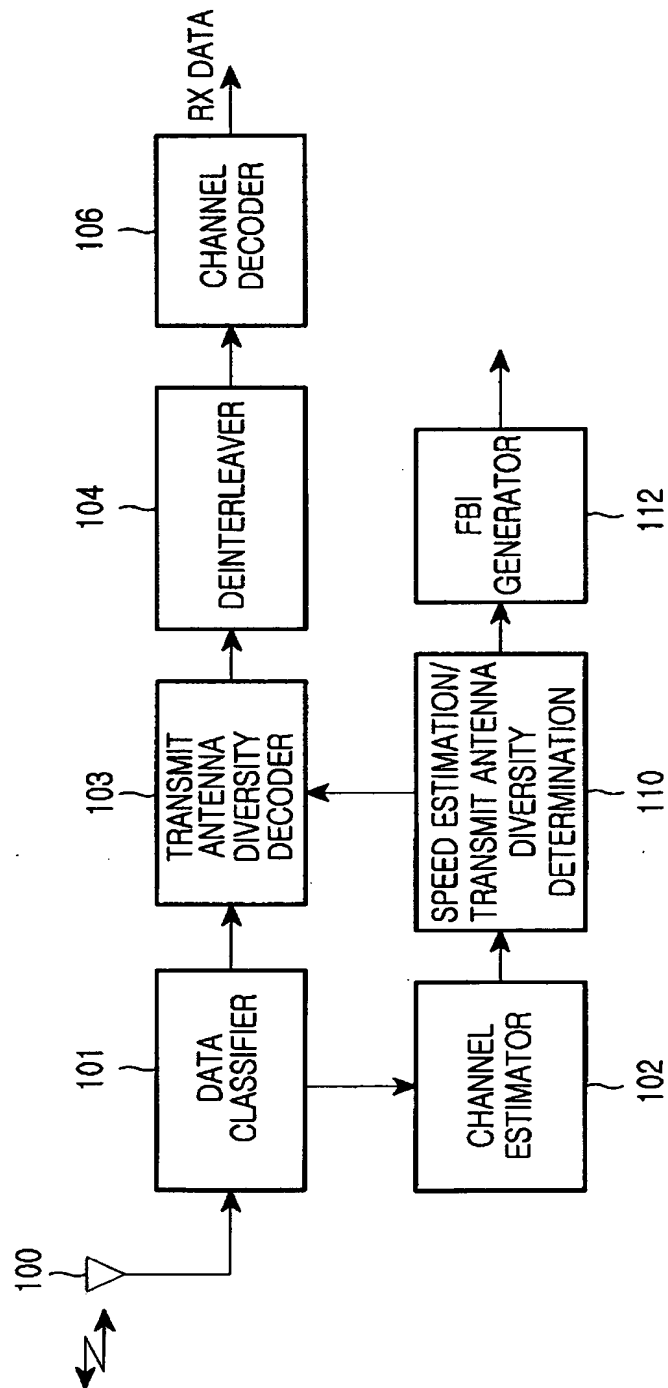 100
101
DATA
CLASSIFIER
103
TRANSMIT
ANTENNA
DIVERSITY
DECODER
104
DEINTERLEAVER
106
CHANNEL
DECODER
RX DATA
CHANNEL
ESTIMATOR
102
SPEED ESTIMATION/
TRANSMIT ANTENNA
DIVERSITY
DETERMINATION
110
FBI
GENERATOR
112